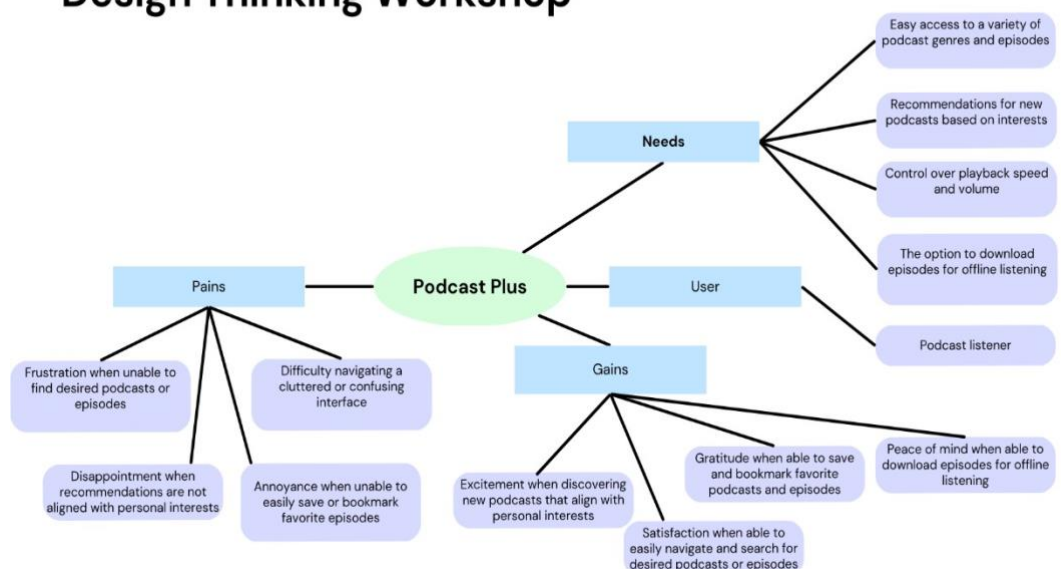 Design Thinking Workshop
Easy access to a variety of
podcast genres and episodes
Recommendations for new
podcasts based on interests
Needs
Control over playback speed
and volume
The option to download
episodes for offline listening
Pains
Podcast Plus
User
Podcast listener
Frustration when unable to
find desired podcasts or
episodes
Difficulty navigating a
cluttered or confusing
interface
Gains
Disappointment when
recommendations are not
aligned with personal interests
Annoyance when unable to
easily save or bookmark
favorite episodes
Excitement when discovering
new podcasts that align with
personal interests
Satisfaction when able to
easily navigate and search for
desired podcasts or episodes
Gratitude when able to save
and bookmark favorite
podcasts and episodes
Peace of mind when able to
download episodes for offline
listening